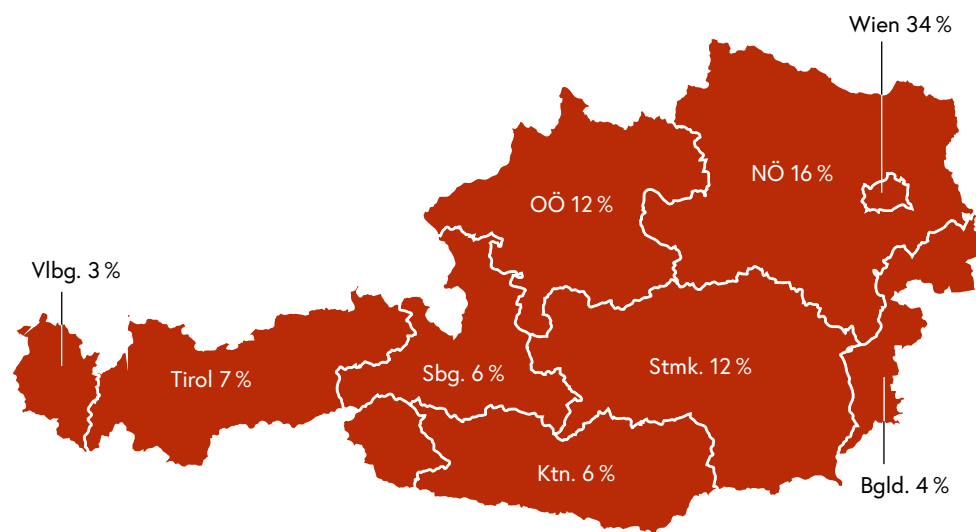 Wien 34 %
NÖ 16 %
OÖ 12 %
Vlbg. 3 %
Tirol 7 %
Sbg. 6 %
Stmk. 12 %
Ktn. 6 %
Bgld. 4 %